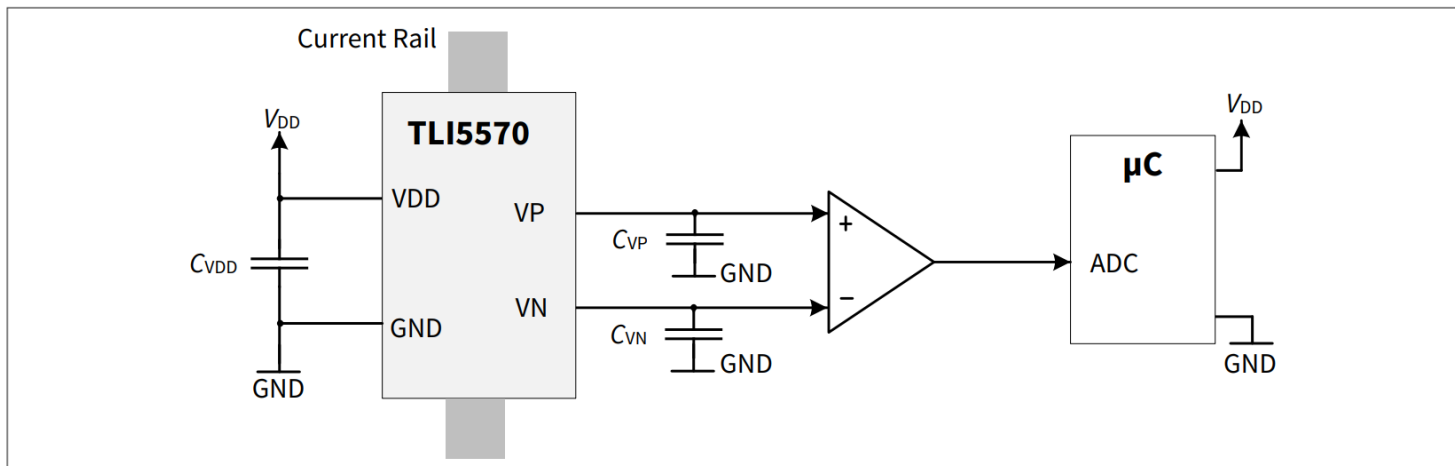 Current Rail
TLI5570
VDD
VDD
CVDD
GND
GND
VP
VN
CVP
GND
CVN
GND
+
−
µC
ADC
VDD
GND